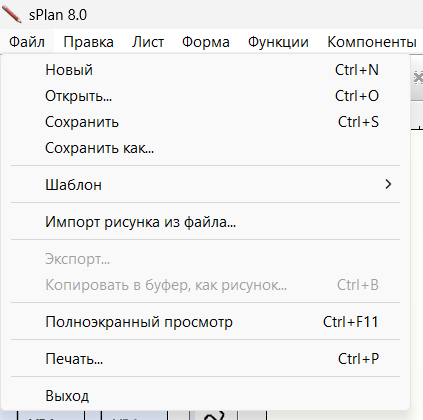 sPlan 8.0
Файл Правка Лист Форма Функции Компоненты
Новый Ctrl+N
Открыть... Ctrl+O
Сохранить Ctrl+S
Сохранить как...
Шаблон
Импорт рисунка из файла...
Экспорт...
Копировать в буфер, как рисунок... Ctrl+B
Полноэкранный просмотр Ctrl+F11
Печать... Ctrl+P
Выход